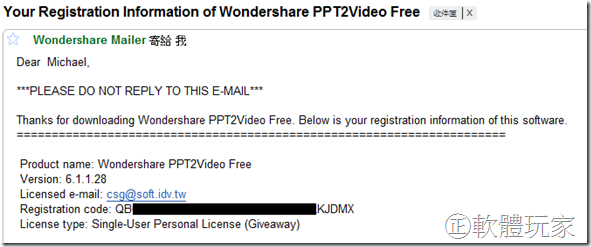 Your Registration Information of Wondershare PPT2Video Free 收件匣 X
Wondershare Mailer 寄給 我
Dear Michael,
***PLEASE DO NOT REPLY TO THIS E-MAIL***
Thanks for downloading Wondershare PPT2Video Free. Below is your registration information of this software.
=====================================================================
Product name: Wondershare PPT2Video Free
Version: 6.1.1.28
Licensed e-mail: csg@soft.idv.tw
Registration code: QB KJDMX
License type: Single-User Personal License (Giveaway)
正軟體玩家